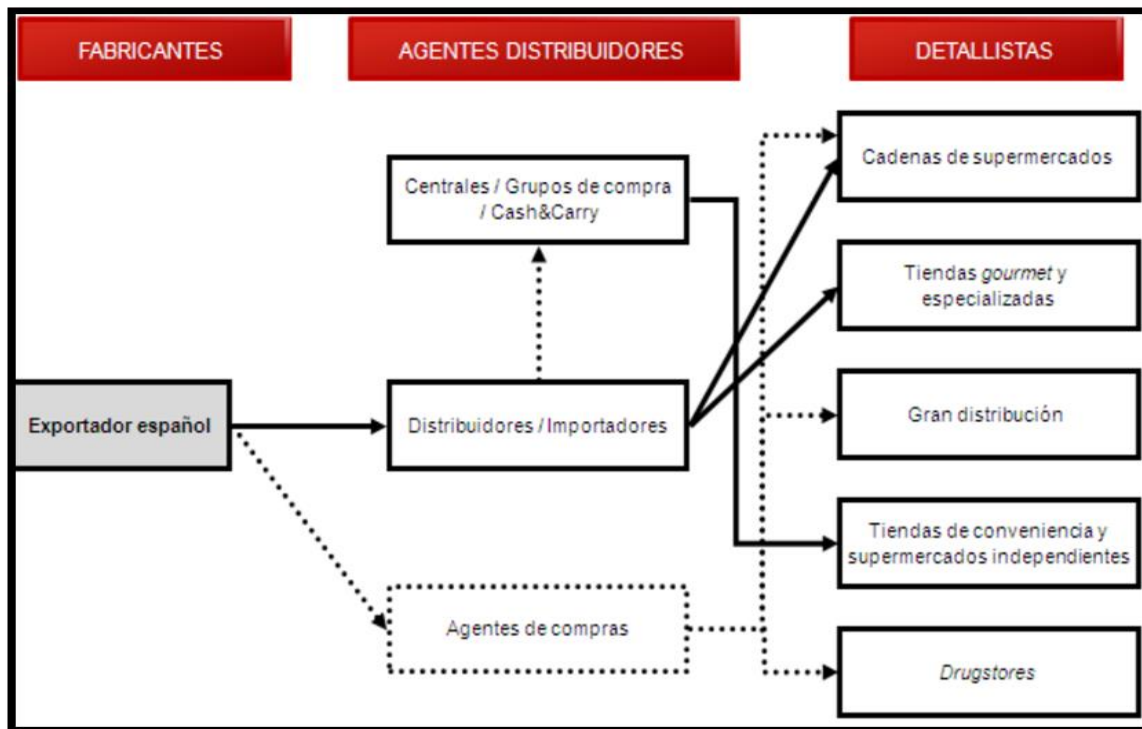 FABRICANTES
AGENTES DISTRIBUIDORES
DETALLISTAS
Centrales / Grupos de compra
/ Cash&Carry
Cadenas de supermercados
Tiendas gourmet y
especializadas
Exportador español
Distribuidores / Importadores
Gran distribución
Tiendas de conveniencia y
supermercados independientes
Agentes de compras
Drugstores